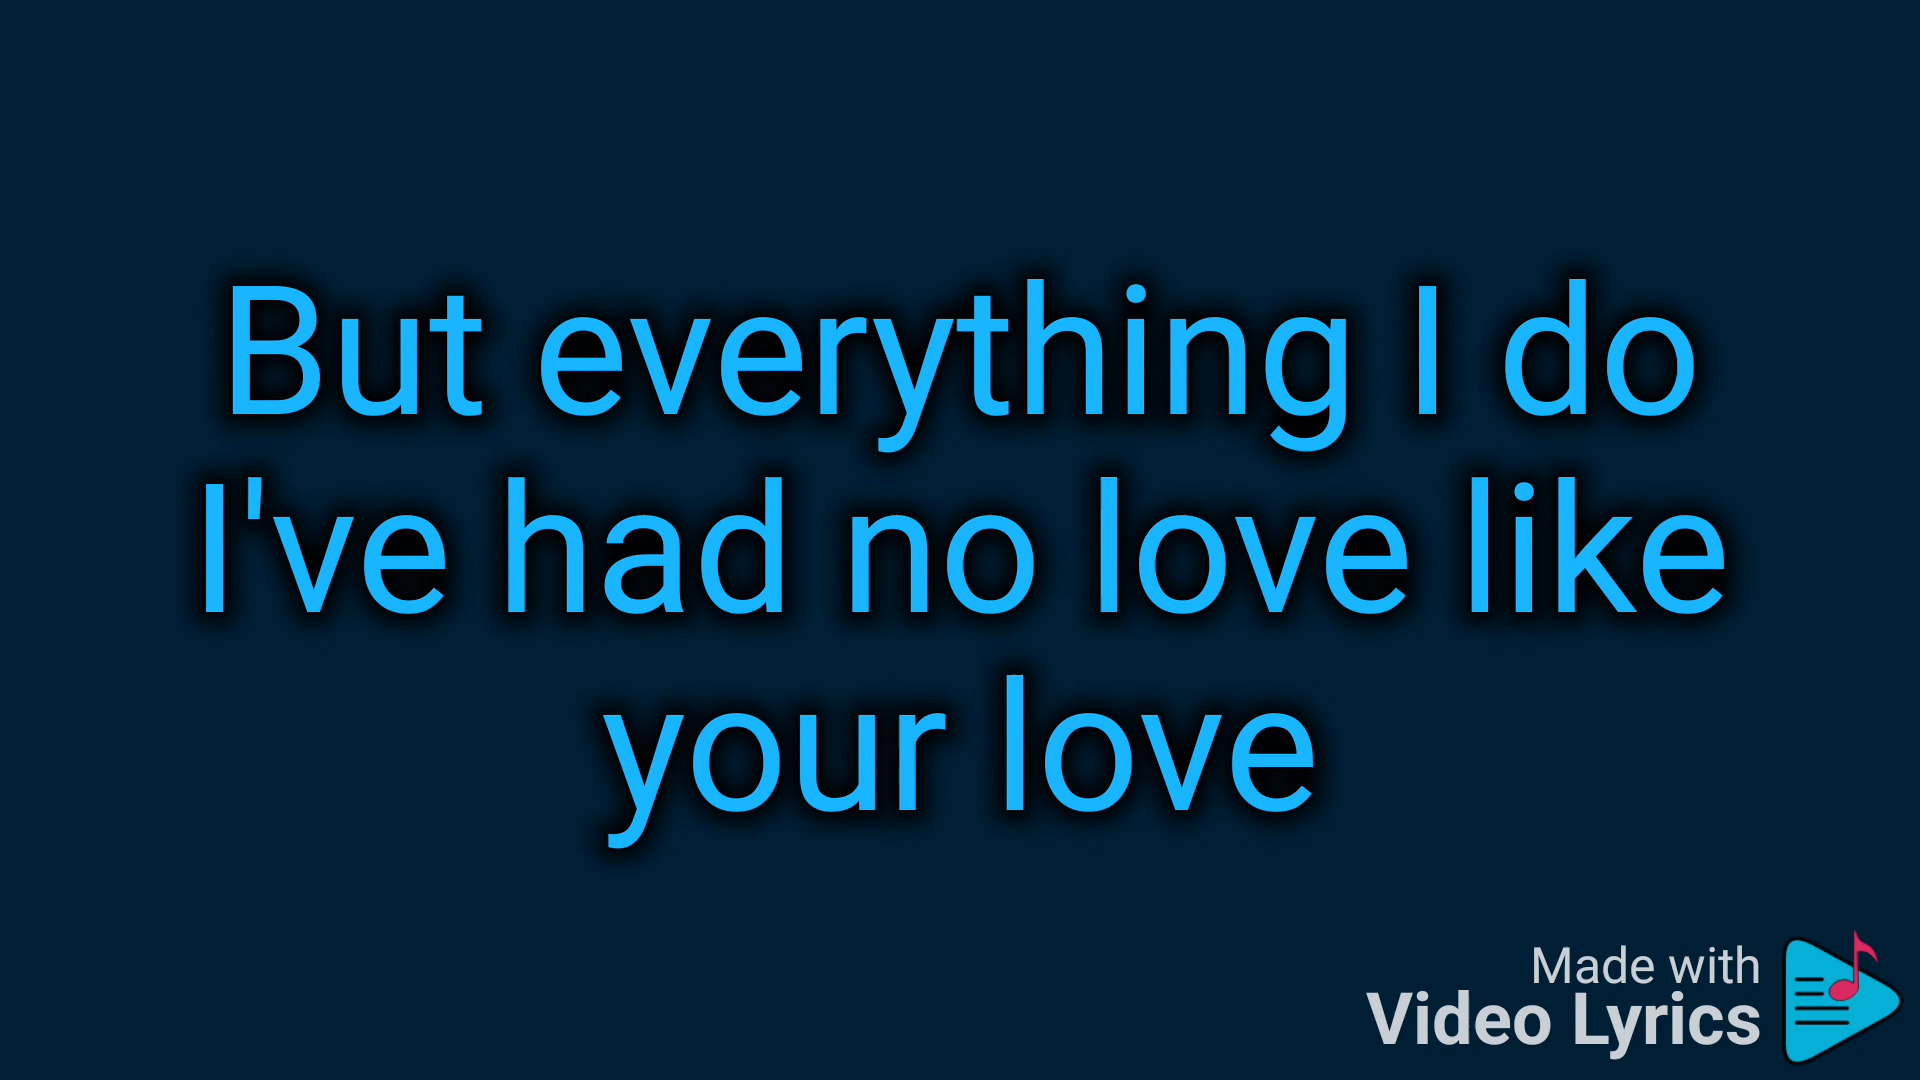 But everything I do
I've had no love like
your love
Made with
Video Lyrics